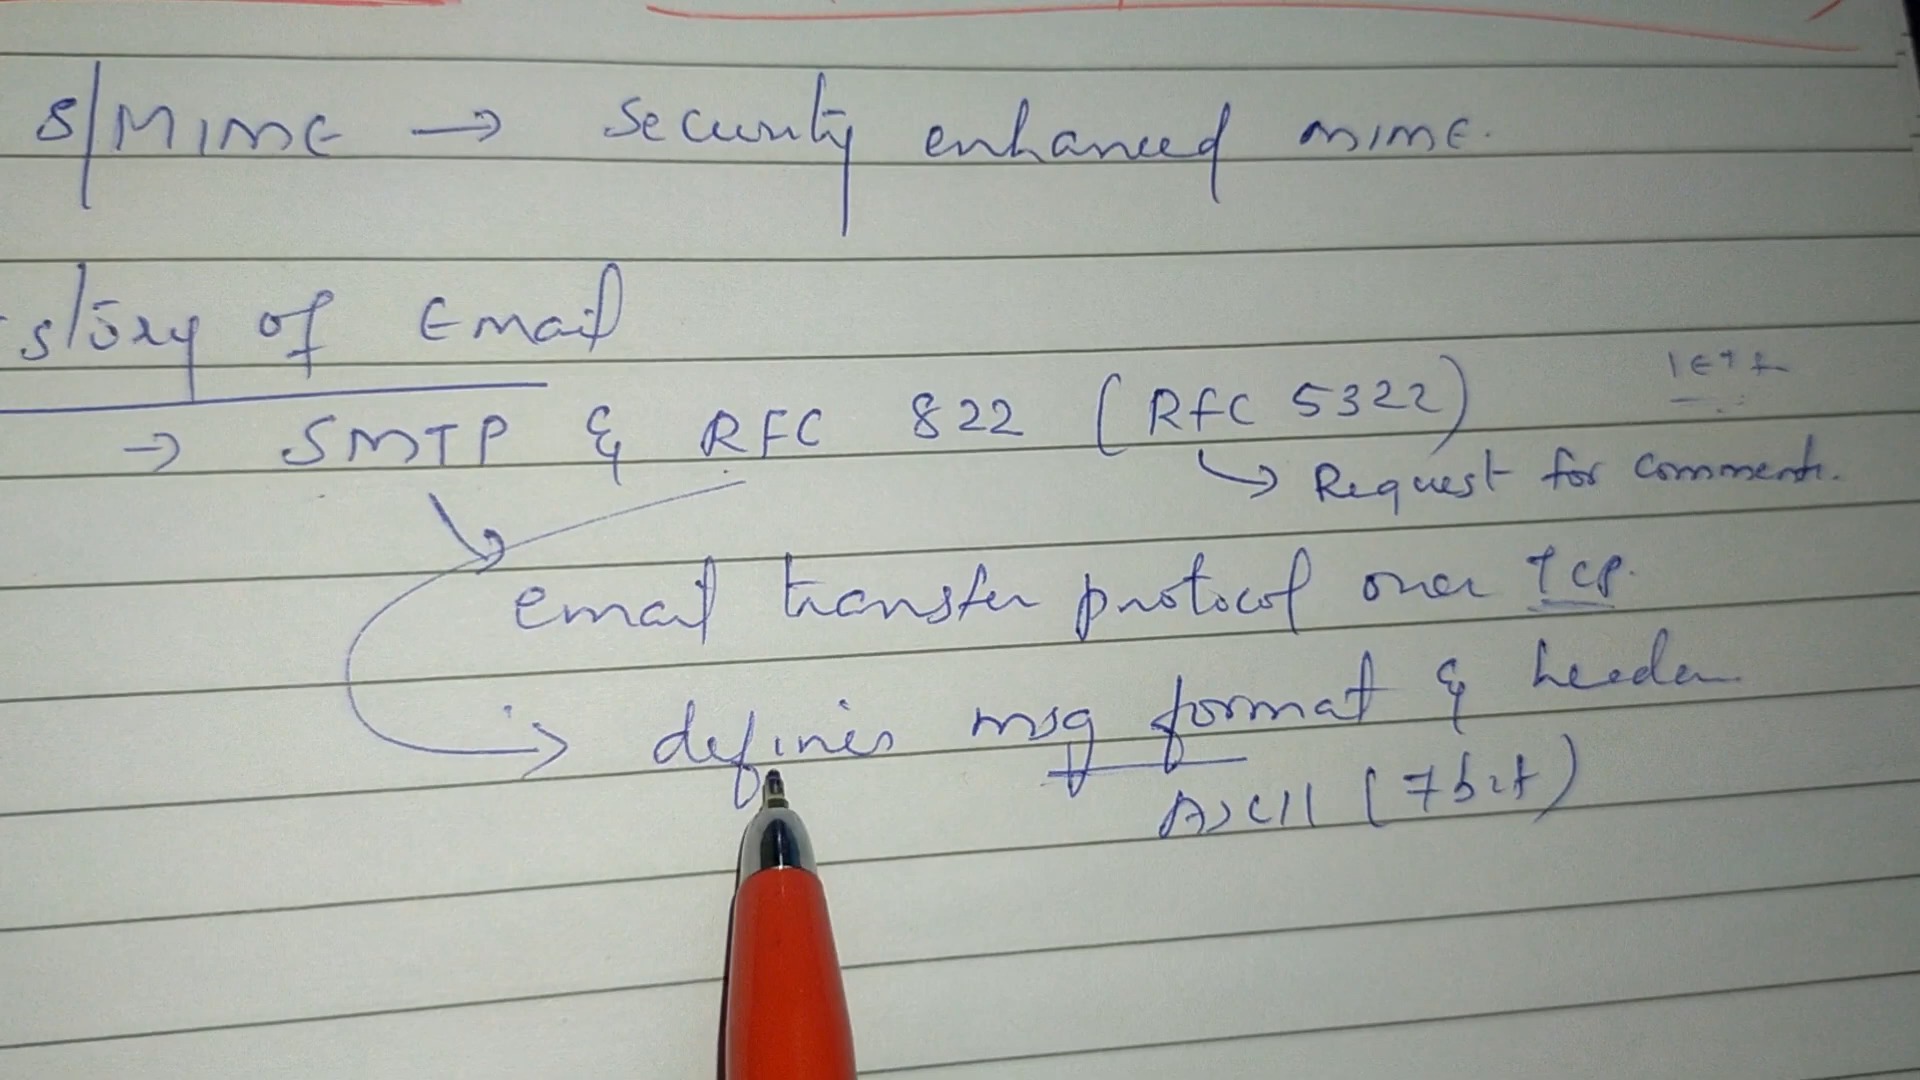 S/MIME → Security enhanced MIME.
story of Email
→ SMTP & RFC 822 (RFC 5322)
IETF
→ Request for comments.
email transfer protocol over TCP.
→ defines msg format & header
ASCII (7bit)